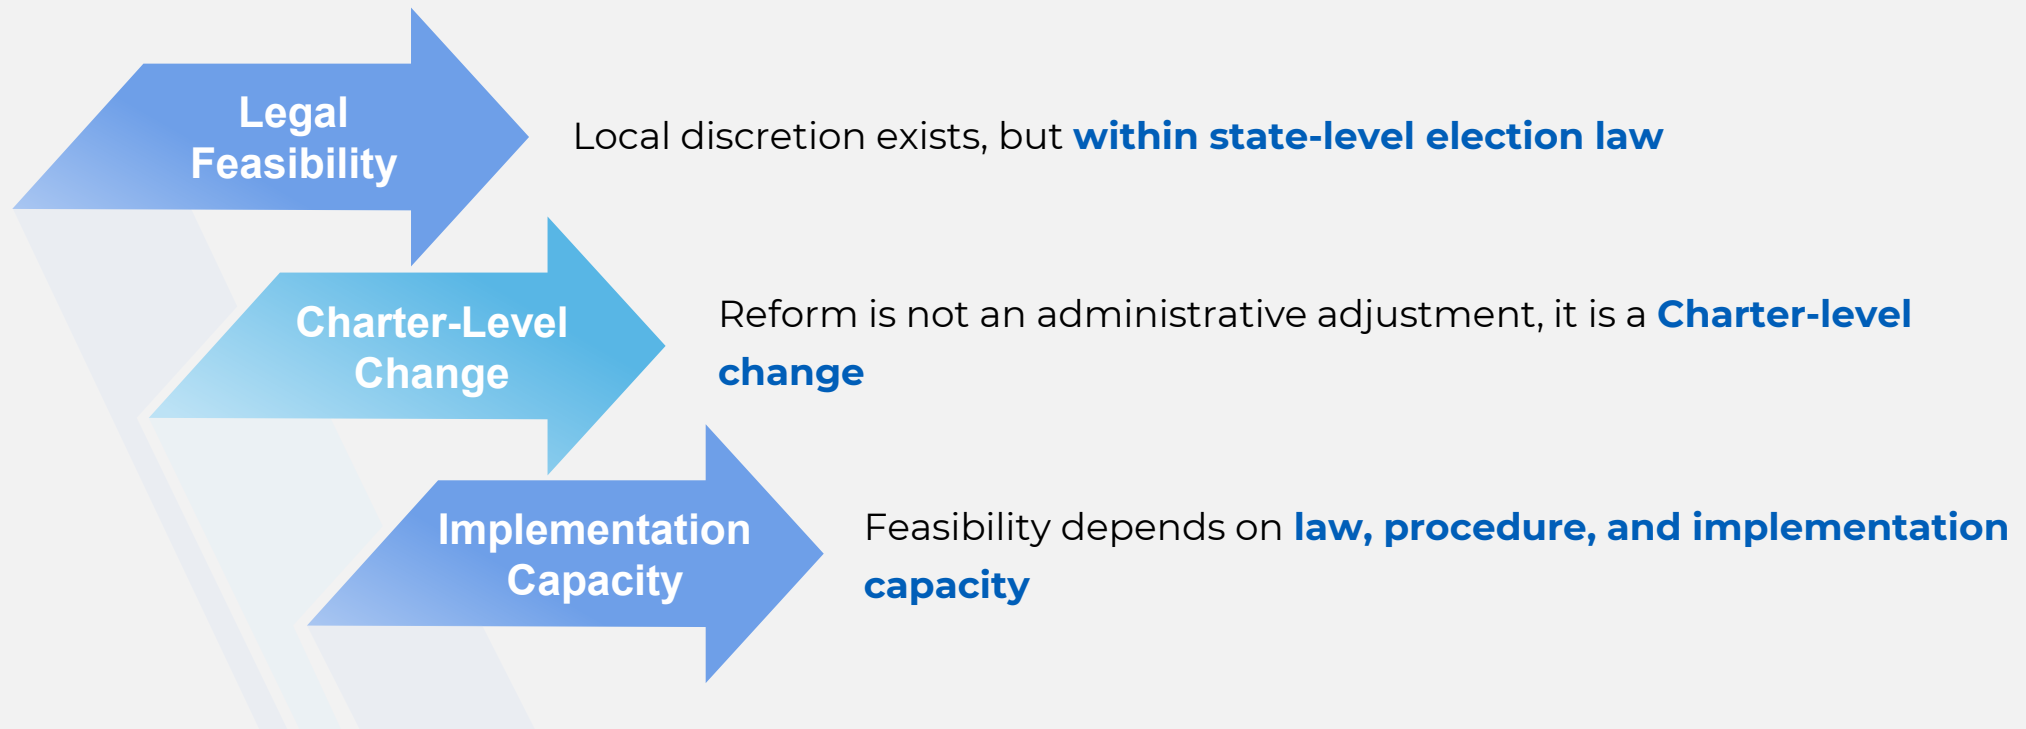 Legal
Feasibility
Local discretion exists, but within state-level election law
Charter-Level
Change
Reform is not an administrative adjustment, it is a Charter-level
change
Implementation
Capacity
Feasibility depends on law, procedure, and implementation
capacity